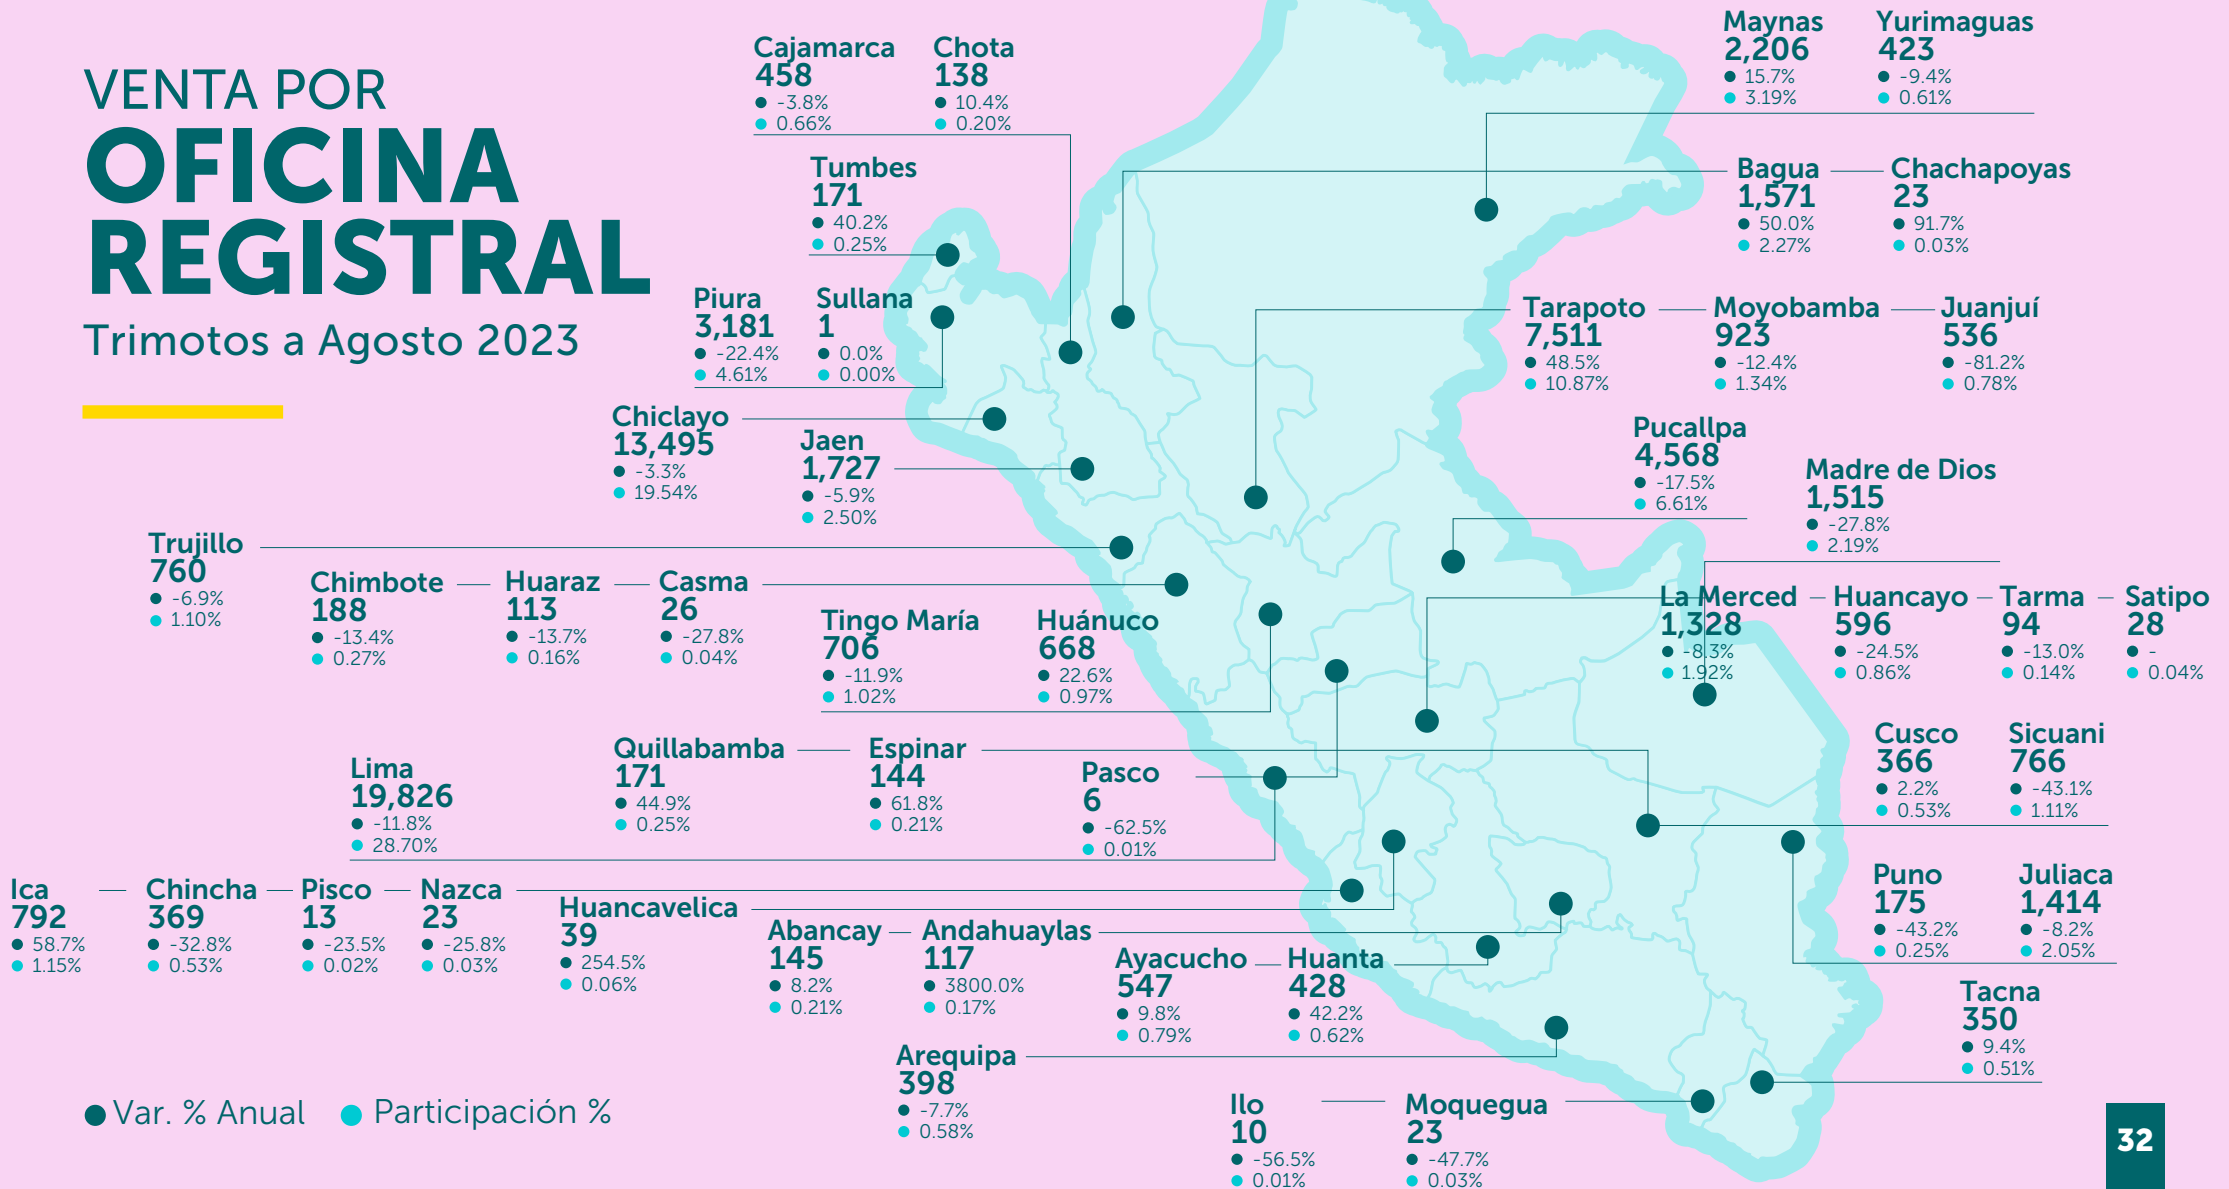 VENTA POR
OFICINA
REGISTRAL
Trimotos a Agosto 2023
Cajamarca
458
-3.8%
0.66%
Chota
138
10.4%
0.20%
Maynas
2,206
15.7%
3.19%
Yurimaguas
423
-9.4%
0.61%
Tumbes
171
40.2%
0.25%
Bagua
1,571
50.0%
2.27%
Chachapoyas
23
91.7%
0.03%
Piura
3,181
-22.4%
4.61%
Sullana
1
0.0%
0.00%
Tarapoto
7,511
48.5%
10.87%
Moyobamba
923
-12.4%
1.34%
Juanjuí
536
-81.2%
0.78%
Chiclayo
13,495
-3.3%
19.54%
Jaen
1,727
-5.9%
2.50%
Pucallpa
4,568
-17.5%
6.61%
Madre de Dios
1,515
-27.8%
2.19%
Trujillo
760
-6.9%
1.10%
Chimbote
188
-13.4%
0.27%
Huaraz
113
-13.7%
0.16%
Casma
26
-27.8%
0.04%
Tingo María
706
-11.9%
1.02%
Huánuco
668
22.6%
0.97%
La Merced
1,328
-8.3%
1.92%
Huancayo
596
-24.5%
0.86%
Tarma
94
-13.0%
0.14%
Satipo
28
-
0.04%
Lima
19,826
-11.8%
28.70%
Quillabamba
171
44.9%
0.25%
Espinar
144
61.8%
0.21%
Pasco
6
-62.5%
0.01%
Cusco
366
2.2%
0.53%
Sicuani
766
-43.1%
1.11%
Ica
792
58.7%
1.15%
Chincha
369
-32.8%
0.53%
Pisco
13
-23.5%
0.02%
Nazca
23
-25.8%
0.03%
Huancavelica
39
254.5%
0.06%
Abancay
145
8.2%
0.21%
Andahuaylas
117
3800.0%
0.17%
Ayacucho
547
9.8%
0.79%
Huanta
428
42.2%
0.62%
Puno
175
-43.2%
0.25%
Juliaca
1,414
-8.2%
2.05%
Tacna
350
9.4%
0.51%
Arequipa
398
-7.7%
0.58%
Ilo
10
-56.5%
0.01%
Moquegua
23
-47.7%
0.03%
Var. % Anual
Participación %
32